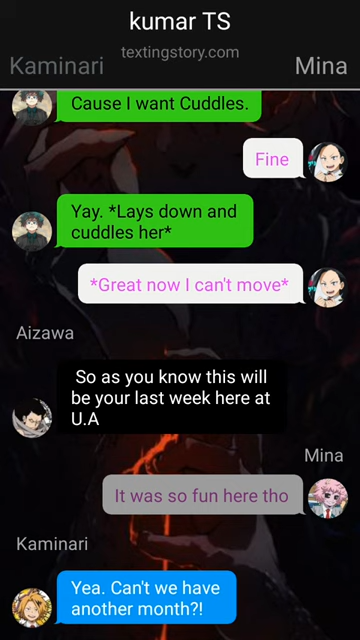 kumar TS
textingstory.com
Kaminari
Mina
Cause I want Cuddles.
Fine
Yay. *Lays down and
cuddles her*
*Great now I can't move*
Aizawa
So as you know this will
be your last week here at
U.A
Mina
It was so fun here tho
Kaminari
Yea. Can't we have
another month?!